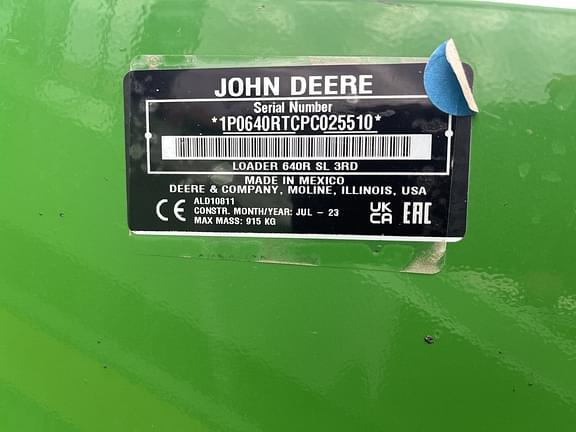 JOHN DEERE
Serial Number
*1P0640RTCPC025510*
LOADER 640R SL 3RD
MADE IN MEXICO
DEERE & COMPANY, MOLINE, ILLINOIS, USA
ALD10811
CE CONSTR. MONTH/YEAR: JUL - 23 UK CA EAC
MAX MASS: 915 KG